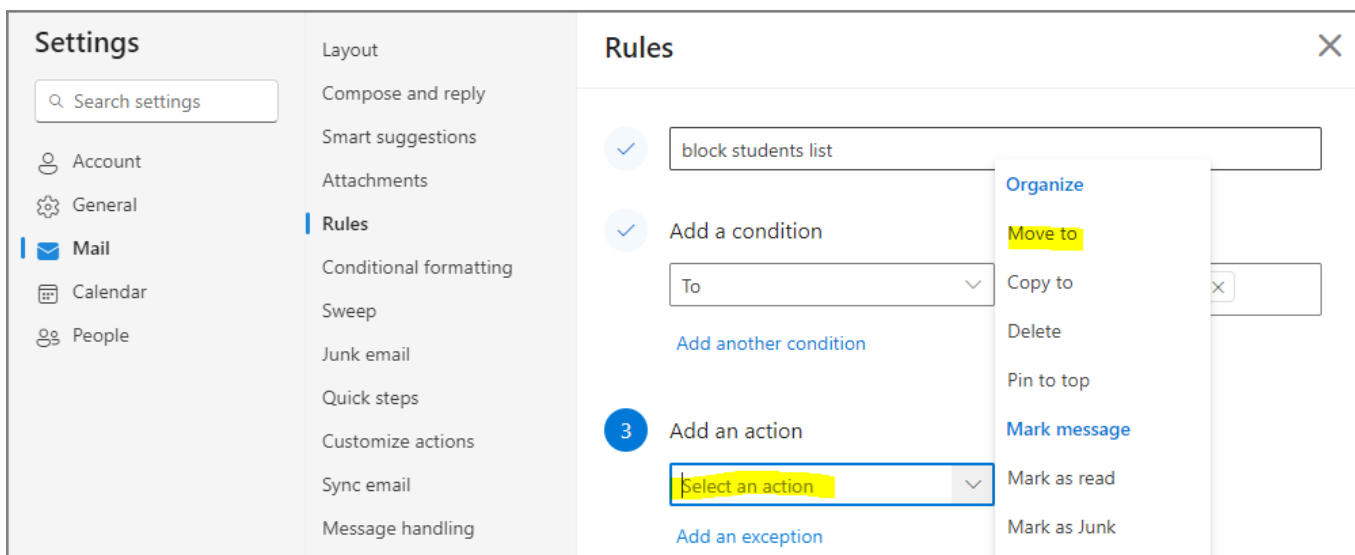 Settings
Search settings
Account
General
Mail
Calendar
People
Layout
Compose and reply
Smart suggestions
Attachments
Rules
Conditional formatting
Sweep
Junk email
Quick steps
Customize actions
Sync email
Message handling
Rules
block students list
Add a condition
To
Add another condition
3
Add an action
Select an action
Add an exception
Organize
Move to
Copy to
Delete
Pin to top
Mark message
Mark as read
Mark as Junk